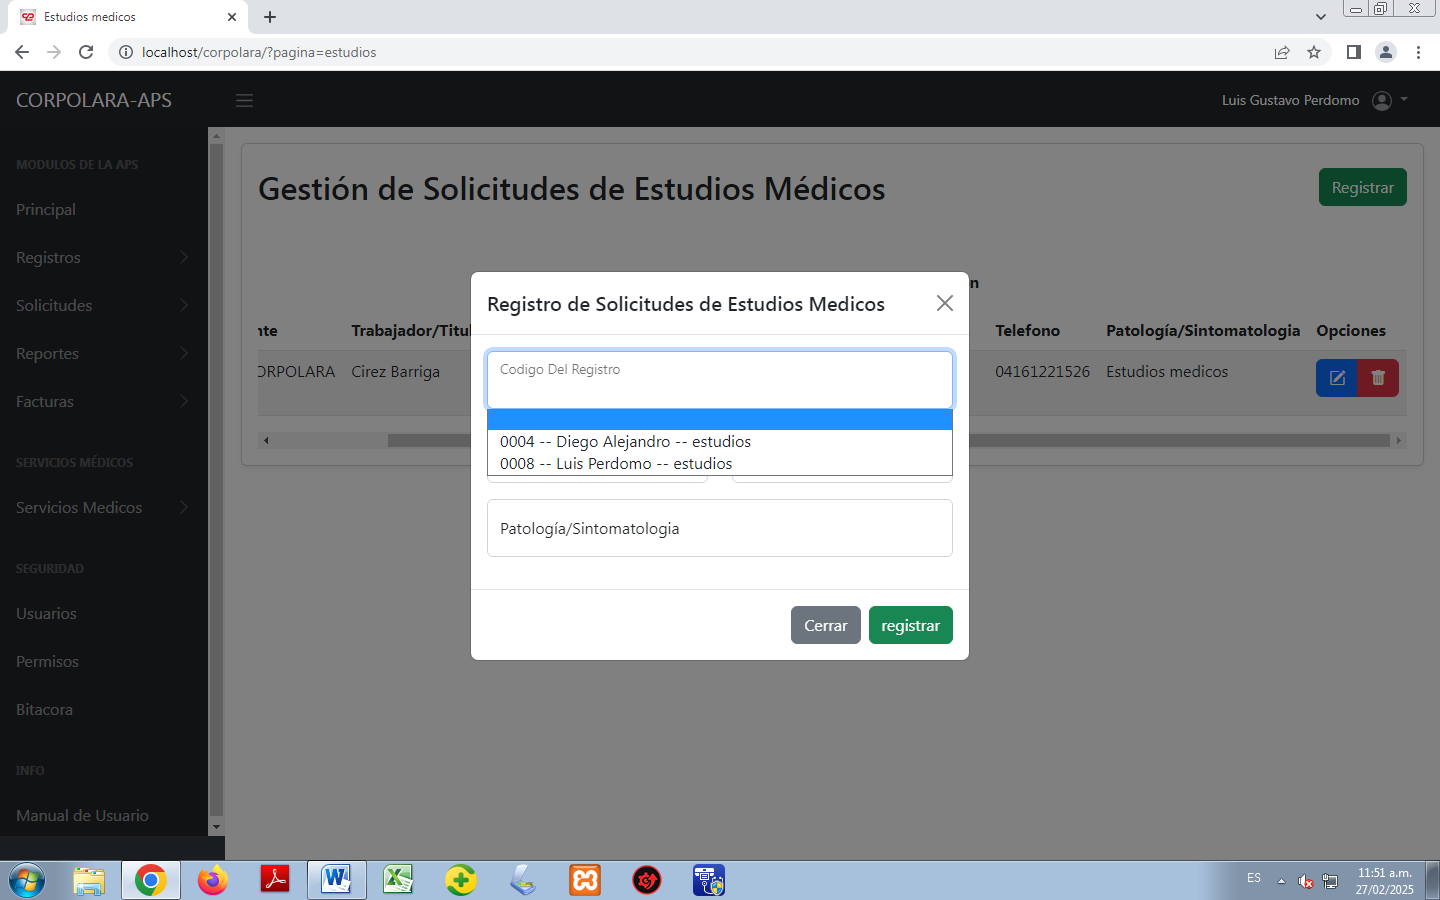 Estudios medicos
localhost/corpolara/?pagina=estudios
CORPOLARA-APS
Luis Gustavo Perdomo
MODULOS DE LA APS
Principal
Registros
Solicitudes
Reportes
Facturas
SERVICIOS MÉDICOS
Servicios Medicos
SEGURIDAD
Usuarios
Permisos
Bitacora
INFO
Manual de Usuario
Gestión de Solicitudes de Estudios Médicos
Registrar
Trabajador/Titul
Telefono
Patología/Sintomatologia
Opciones
ORPOLARA
Cirez Barriga
04161221526
Estudios medicos
Registro de Solicitudes de Estudios Medicos
Codigo Del Registro
0004 -- Diego Alejandro -- estudios
0008 -- Luis Perdomo -- estudios
Patología/Sintomatologia
Cerrar
registrar
ES
11:51 a.m.
27/02/2025